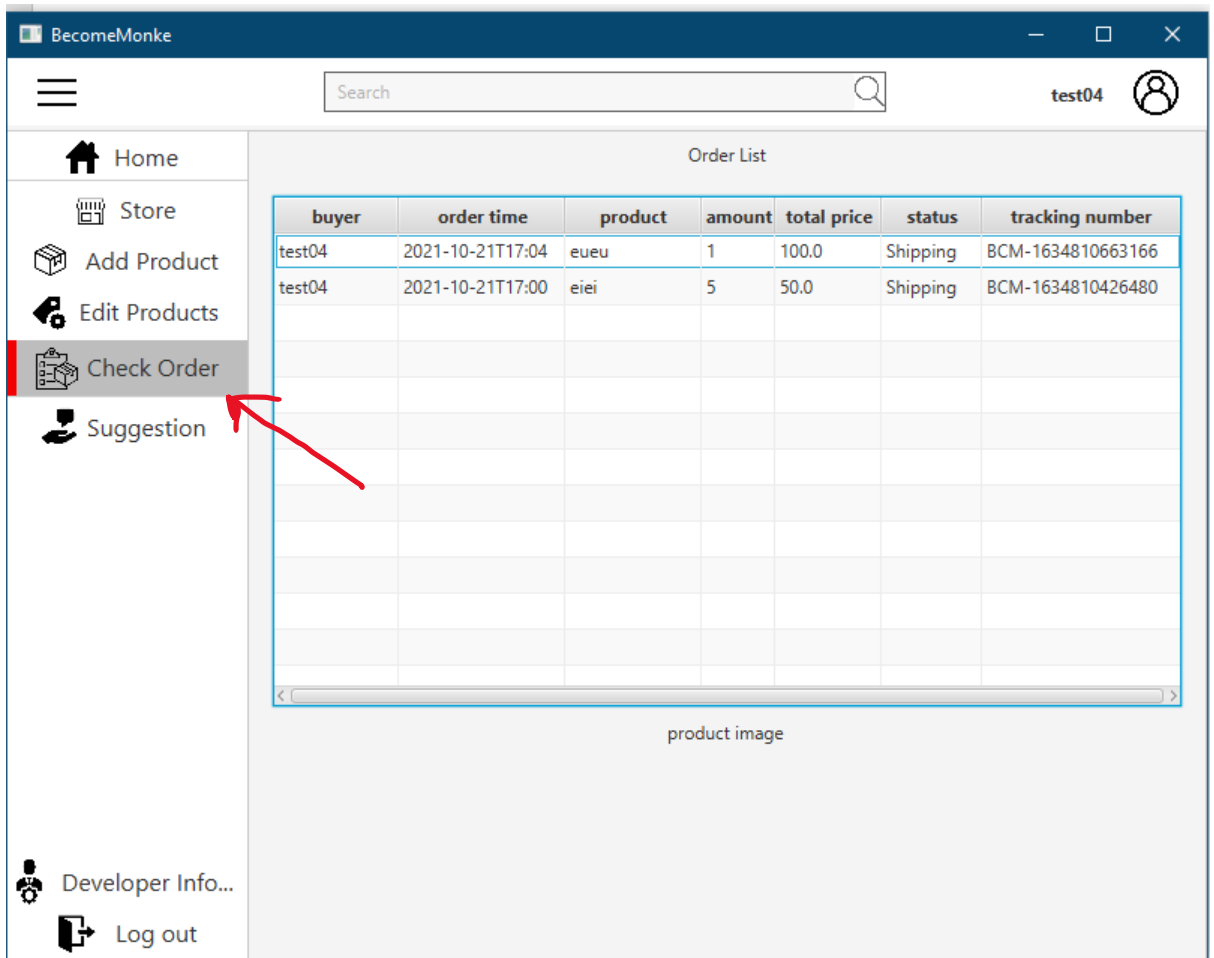 BecomeMonke
Search
test04
Home
Store
Add Product
Edit Products
Check Order
Suggestion
Developer Info...
Log out
Order List
buyer order time product amount total price status tracking number
test04 2021-10-21T17:04 eueu 1 100.0 Shipping BCM-1634810663166
test04 2021-10-21T17:00 eiei 5 50.0 Shipping BCM-1634810426480
product image